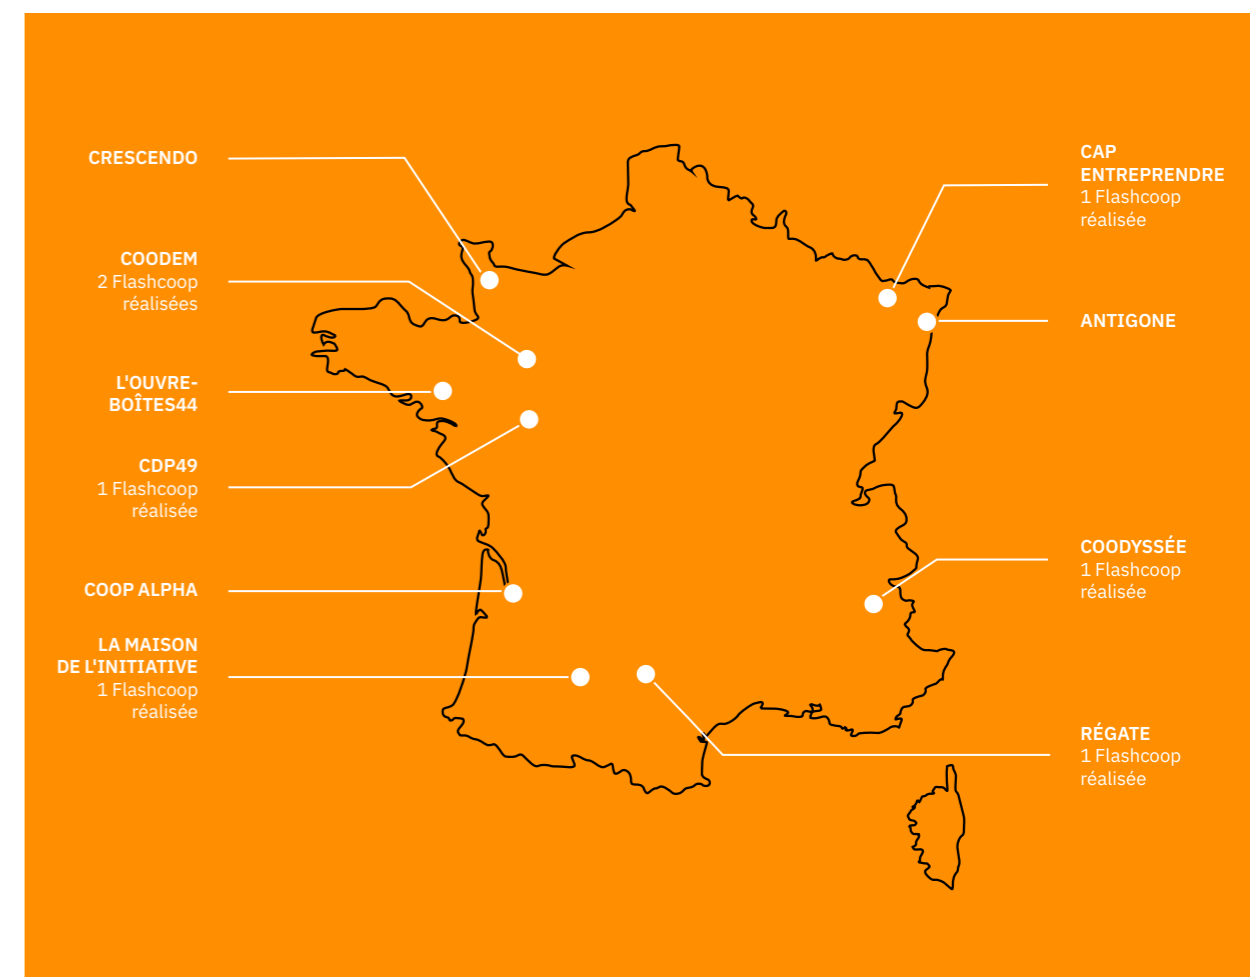 CRESCENDO
COODEM
2 Flashcoop
réalisées
L'OUVRE-
BOÎTES44
CDP49
1 Flashcoop
réalisée
COOP ALPHA
LA MAISON
DE L'INITIATIVE
1 Flashcoop
réalisée
CAP
ENTREPRENDRE
1 Flashcoop
réalisée
ANTIGONE
COODYSSÉE
1 Flashcoop
réalisée
RÉGATE
1 Flashcoop
réalisée